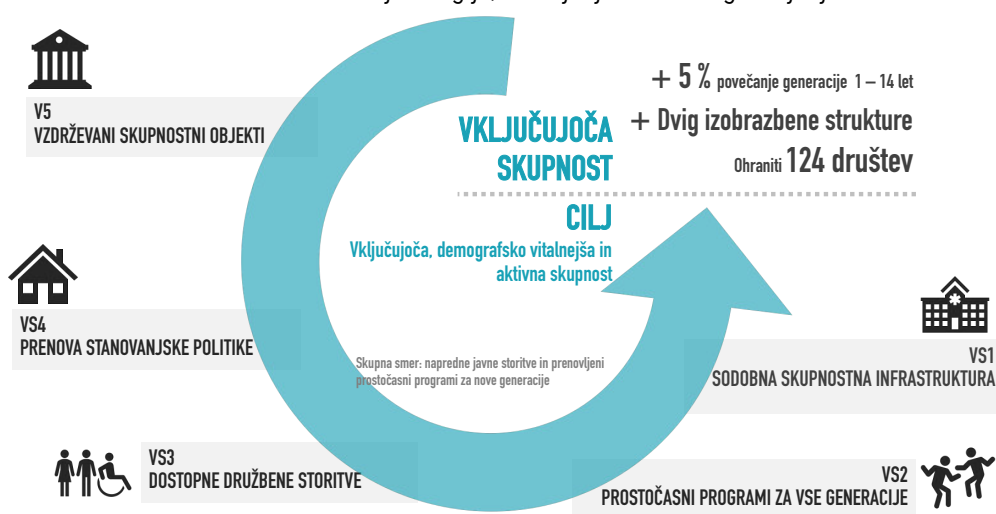 V5
VZDRŽEVANI SKUPNOSTNI OBJEKTI
+ 5 % povečanje generacije 1 – 14 let
+ Dvig izobrazbene strukture
Ohraniti 124 društev
VKLJUČUJOČA
SKUPNOST
CILJ
Vključujoča, demografsko vitalnejša in
aktivna skupnost
VS4
PRENOVA STANOVANJSKE POLITIKE
Skupna smer: napredne javne storitve in prenovljeni
prostočasni programi za nove generacije
VS1
SODOBNA SKUPNOSTNA INFRASTRUKTURA
VS3
DOSTOPNE DRUŽBENE STORITVE
VS2
PROSTOČASNI PROGRAMI ZA VSE GENERACIJE